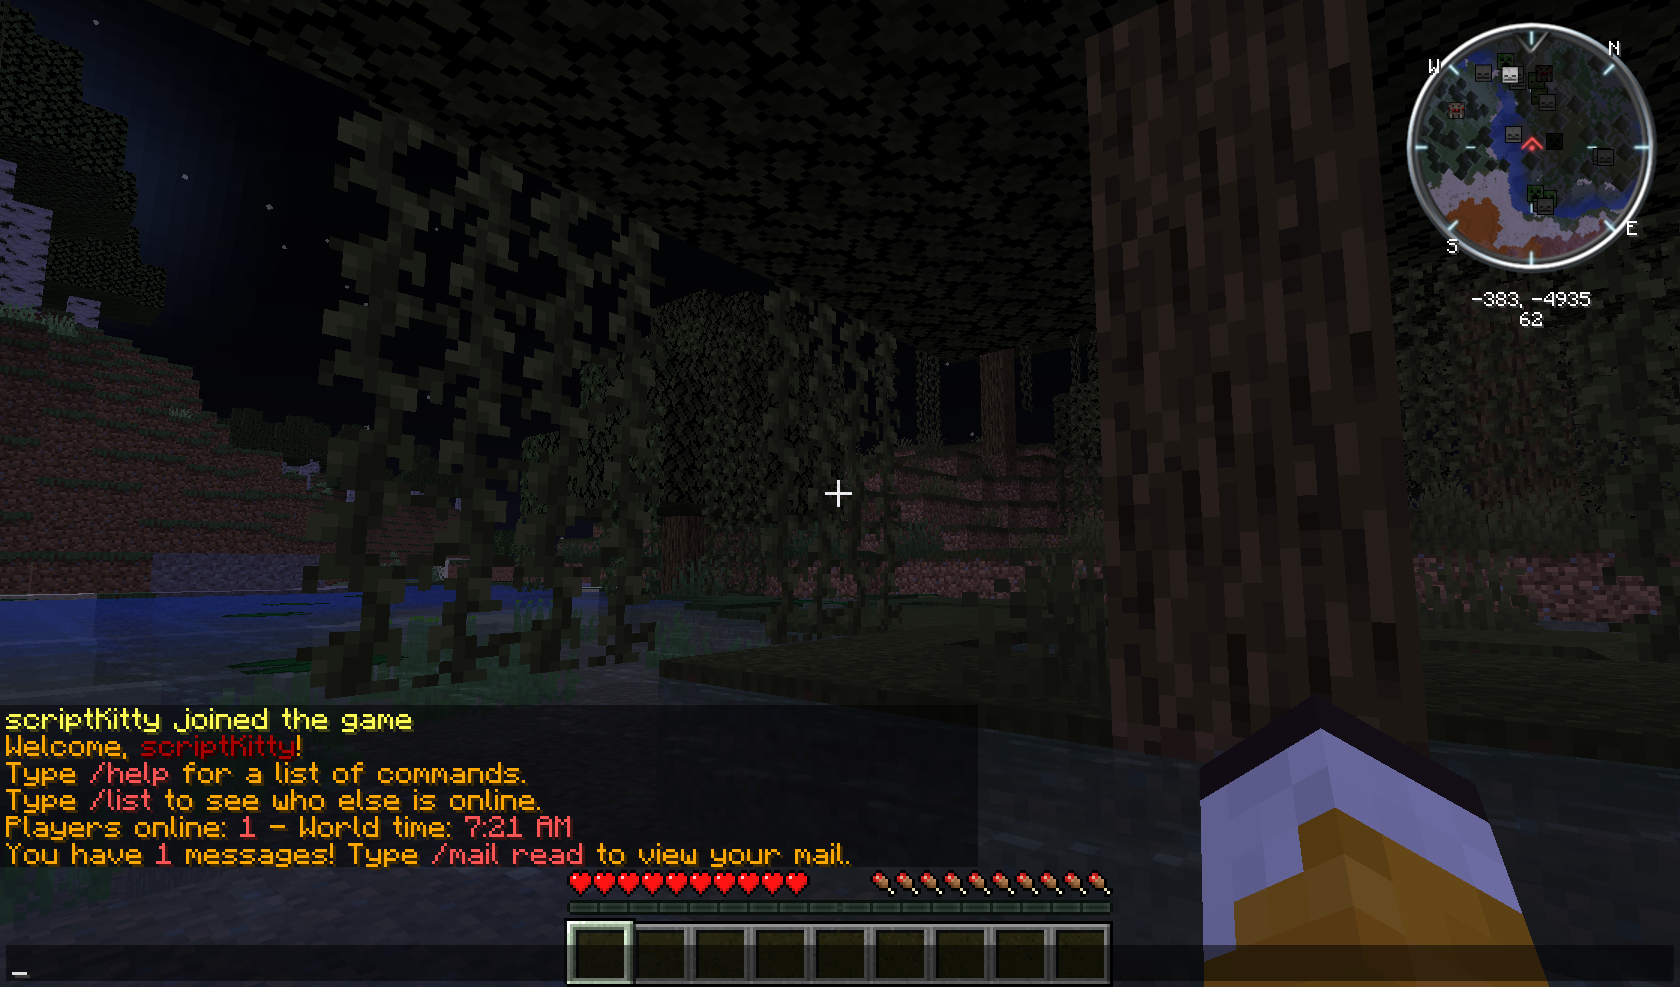 N
W
E
S
-383, -4935
62
scriptKitty joined the game
Welcome, scriptKitty!
Type /help for a list of commands.
Type /list to see who else is online.
Players online: 1 - World time: 7:21 AM
You have 1 messages! Type /mail read to view your mail.
_